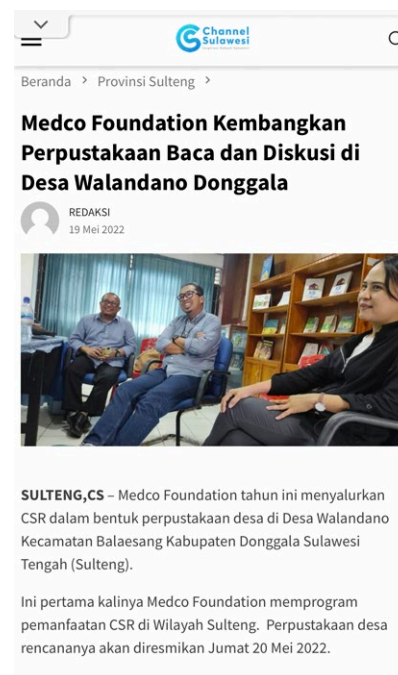 Channel
Sulawesi
Beranda > Provinsi Sulteng >
Medco Foundation Kembangkan
Perpustakaan Baca dan Diskusi di
Desa Walandano Donggala
REDAKSI
19 Mei 2022
SULTENG,CS – Medco Foundation tahun ini menyalurkan
CSR dalam bentuk perpustakaan desa di Desa Walandano
Kecamatan Balaesang Kabupaten Donggala Sulawesi
Tengah (Sulteng).
Ini pertama kalinya Medco Foundation memprogram
pemanfaatan CSR di Wilayah Sulteng. Perpustakaan desa
rencananya akan diresmikan Jumat 20 Mei 2022.